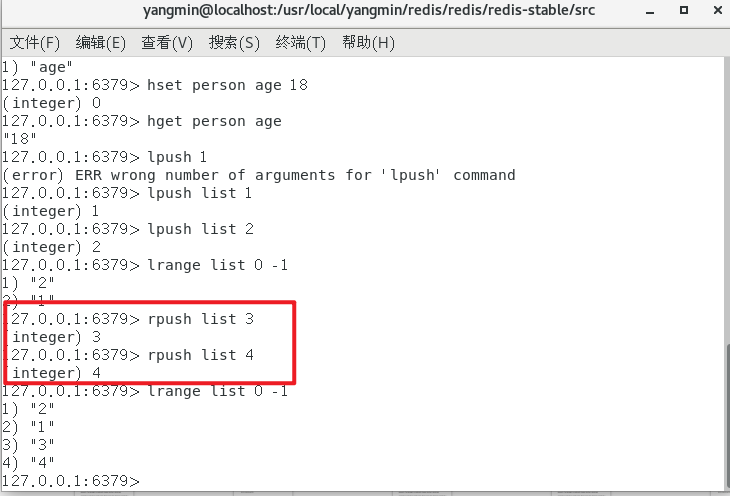 yangmin@localhost:/usr/local/yangmin/redis/redis/redis-stable/src
文件(F) 编辑(E) 查看(V) 搜索(S) 终端(T) 帮助(H)
1) "age"
127.0.0.1:6379> hset person age 18
(integer) 0
127.0.0.1:6379> hget person age
"18"
127.0.0.1:6379> lpush 1
(error) ERR wrong number of arguments for 'lpush' command
127.0.0.1:6379> lpush list 1
(integer) 1
127.0.0.1:6379> lpush list 2
(integer) 2
127.0.0.1:6379> lrange list 0 -1
1) "2"
2) "1"
127.0.0.1:6379> rpush list 3
(integer) 3
127.0.0.1:6379> rpush list 4
(integer) 4
127.0.0.1:6379> lrange list 0 -1
1) "2"
2) "1"
3) "3"
4) "4"
127.0.0.1:6379>